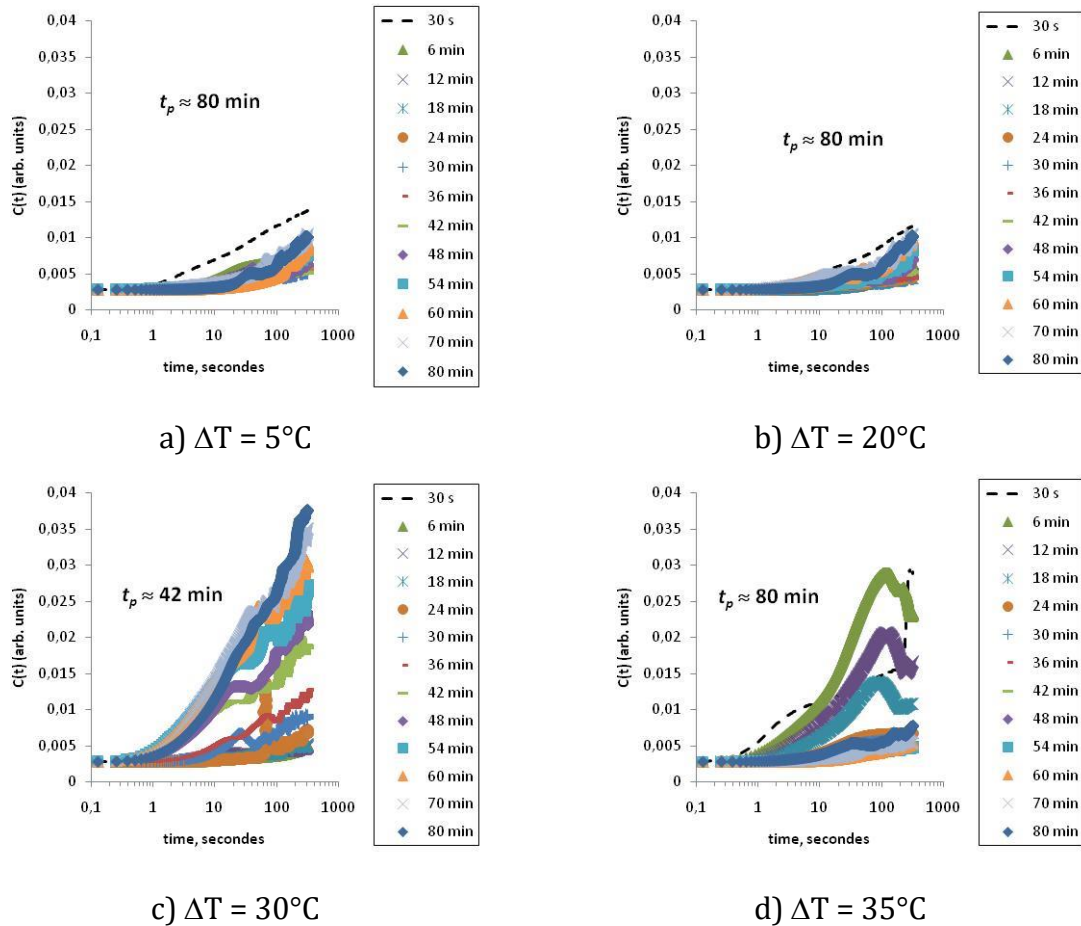 0,04
0,035
0,03
0,025
0,02
0,015
0,01
0,005
0
C(t) (arb. units)
t_p ≈ 80 min
0,1 1 10 100 1000
time, secondes
30 s
6 min
12 min
18 min
24 min
30 min
36 min
42 min
48 min
54 min
60 min
70 min
80 min
a) ΔT = 5°C
0,04
0,035
0,03
0,025
0,02
0,015
0,01
0,005
0
C(t) (arb. units)
t_p ≈ 80 min
0,1 1 10 100 1000
time, secondes
30 s
6 min
12 min
18 min
24 min
30 min
36 min
42 min
48 min
54 min
60 min
70 min
80 min
b) ΔT = 20°C
0,04
0,035
0,03
0,025
0,02
0,015
0,01
0,005
0
C(t) (arb. units)
t_p ≈ 42 min
0,1 1 10 100 1000
time, secondes
30 s
6 min
12 min
18 min
24 min
30 min
36 min
42 min
48 min
54 min
60 min
70 min
80 min
c) ΔT = 30°C
0,04
0,035
0,03
0,025
0,02
0,015
0,01
0,005
0
C(t) (arb. units)
t_p ≈ 80 min
0,1 1 10 100 1000
time, secondes
30 s
6 min
12 min
18 min
24 min
30 min
36 min
42 min
48 min
54 min
60 min
70 min
80 min
d) ΔT = 35°C